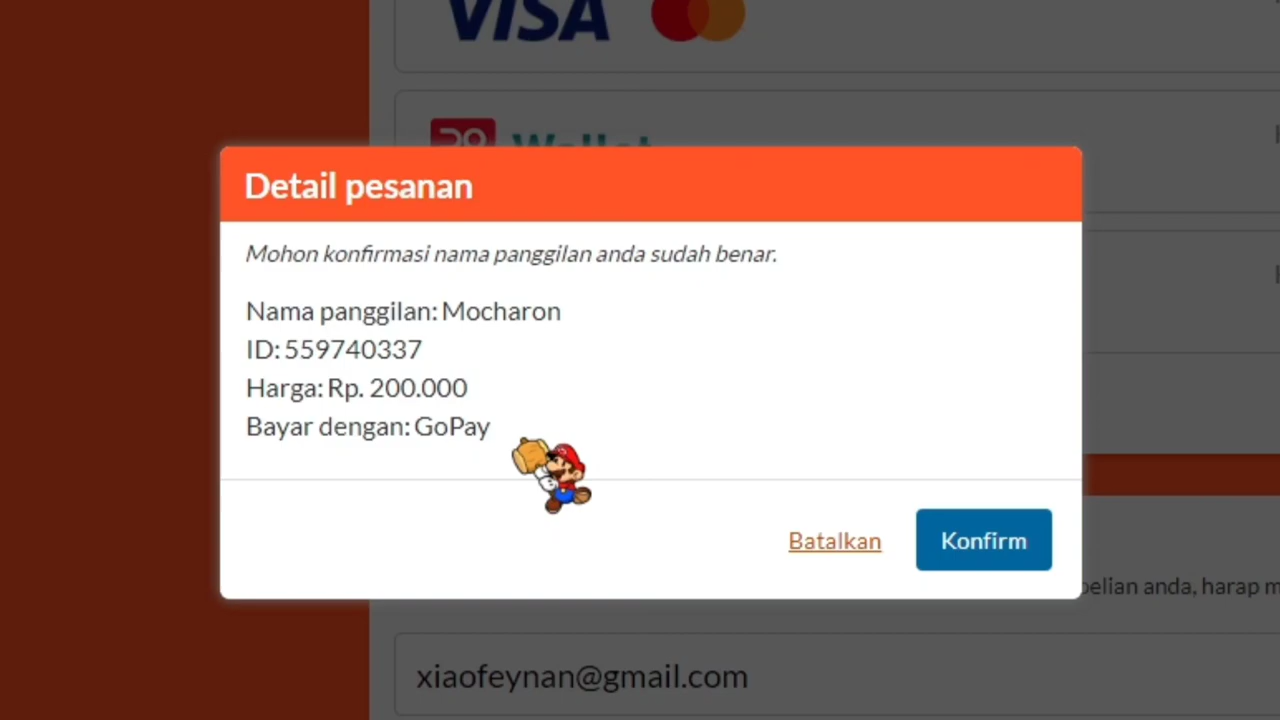 VISA
Detail pesanan
Mohon konfirmasi nama panggilan anda sudah benar.
Nama panggilan: Mocharon
ID: 559740337
Harga: Rp. 200.000
Bayar dengan: GoPay
Batalkan
Konfirm
anda, harap
xiaofeynan@gmail.com